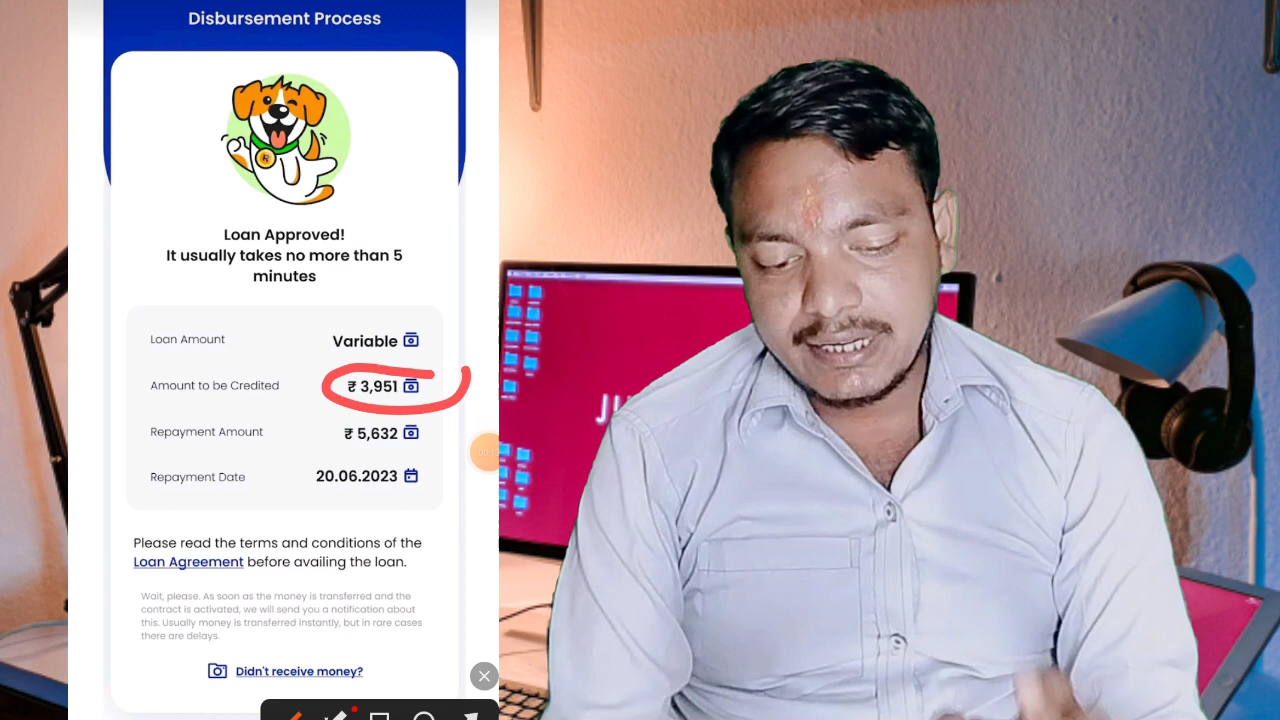 Disbursement Process
Loan Approved!
It usually takes no more than 5
minutes
Loan Amount Variable
Amount to be Credited ₹ 3,951
Repayment Amount ₹ 5,632
Repayment Date 20.06.2023
Please read the terms and conditions of the
Loan Agreement before availing the loan.
Wait, please. As soon as the money is transferred and the
contract is activated, we will send you a notification about
this. Usually money is transferred instantly, but in rare cases
there are delays.
Didn't receive money?